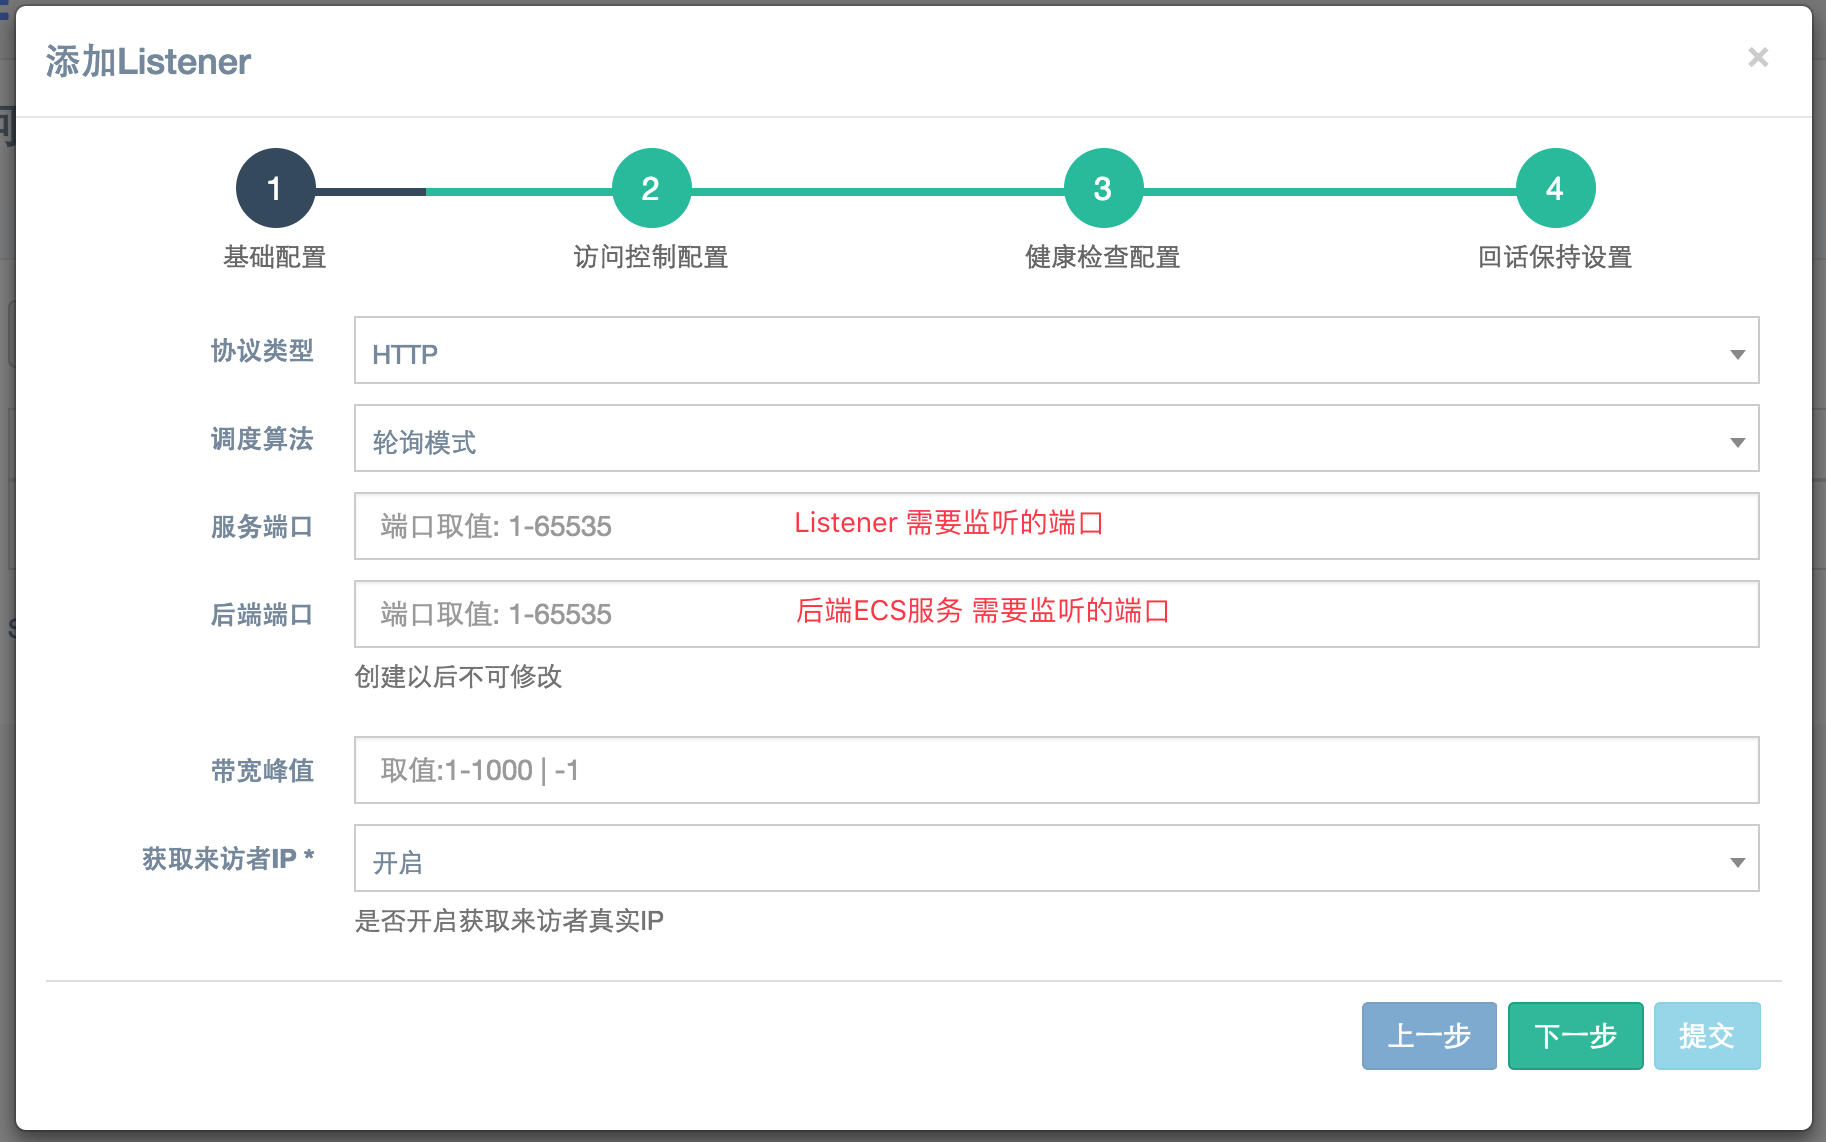 添加Listener
×
1
2
3
4
基础配置
访问控制配置
健康检查配置
回话保持设置
协议类型
HTTP
调度算法
轮询模式
服务端口
端口取值: 1-65535
Listener 需要监听的端口
后端端口
端口取值: 1-65535
后端ECS服务 需要监听的端口
创建以后不可修改
带宽峰值
取值:1-1000 | -1
获取来访者IP *
开启
是否开启获取来访者真实IP
上一步
下一步
提交